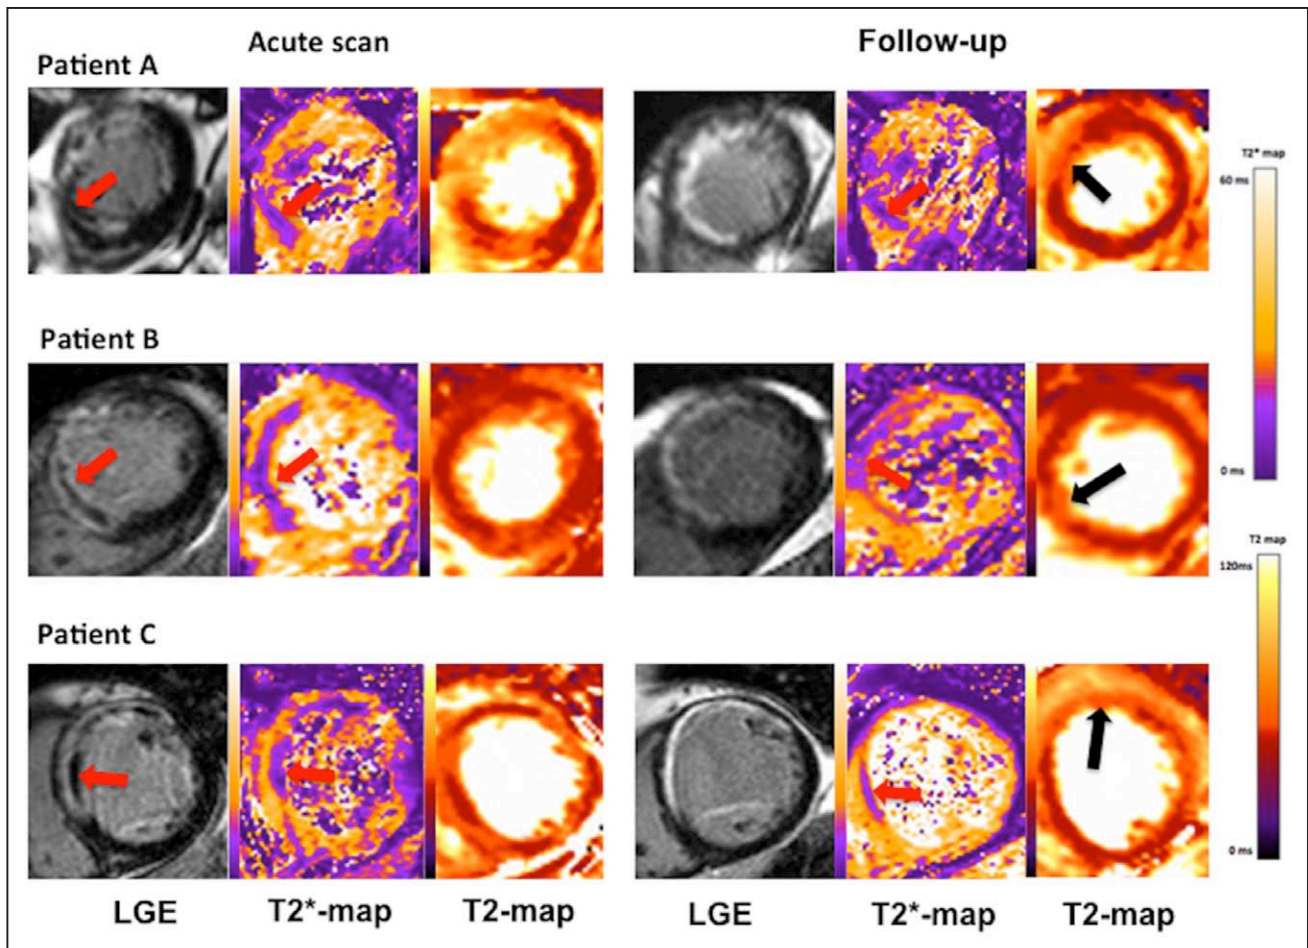 Acute scan
Follow-up
Patient A
T2* map
60 ms
0 ms
Patient B
T2 map
120ms
0 ms
Patient C
LGE
T2*-map
T2-map
LGE
T2*-map
T2-map